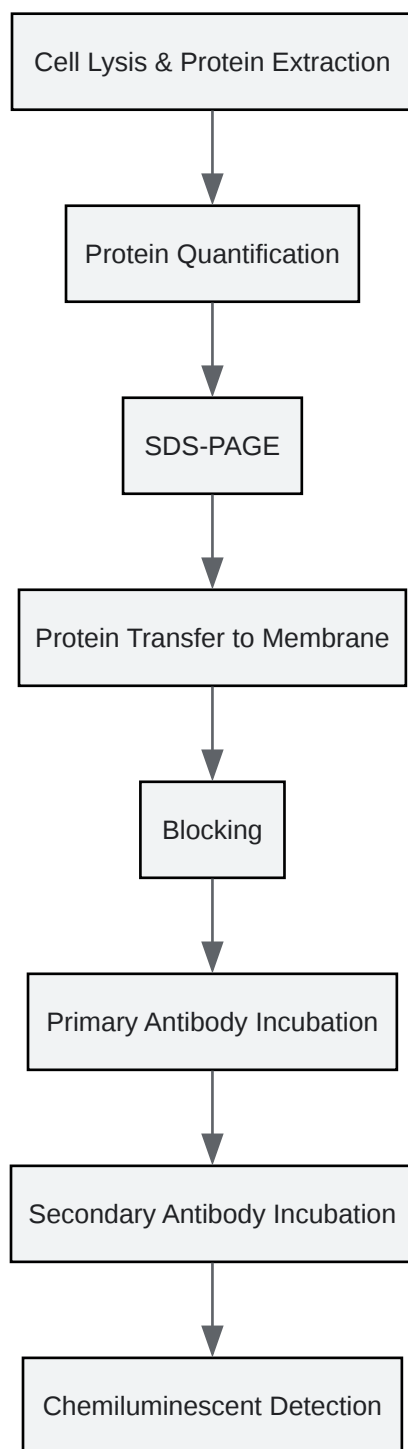 Cell Lysis & Protein Extraction
Protein Quantification
SDS-PAGE
Protein Transfer to Membrane
Blocking
Primary Antibody Incubation
Secondary Antibody Incubation
Chemiluminescent Detection